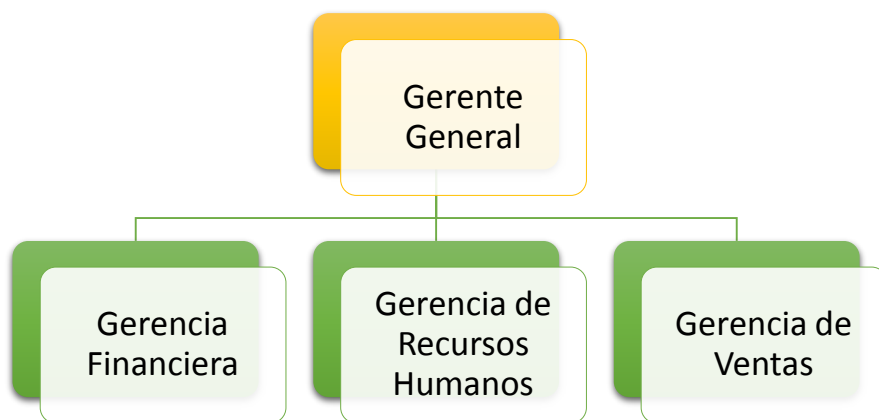 Gerente
General
Gerencia
Financiera
Gerencia de
Recursos
Humanos
Gerencia de
Ventas